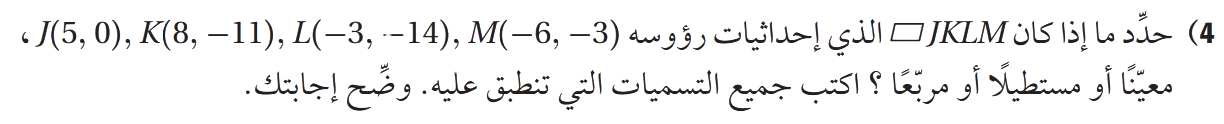 4) حدِّد ما إذا كان ▱JKLM الذي إحداثيات رؤوسه J(5, 0), K(8, −11), L(−3, −14), M(−6, −3) ،
معيّنًا أو مستطيلًا أو مربّعًا ؟ اكتب جميع التسميات التي تنطبق عليه. وضِّح إجابتك.